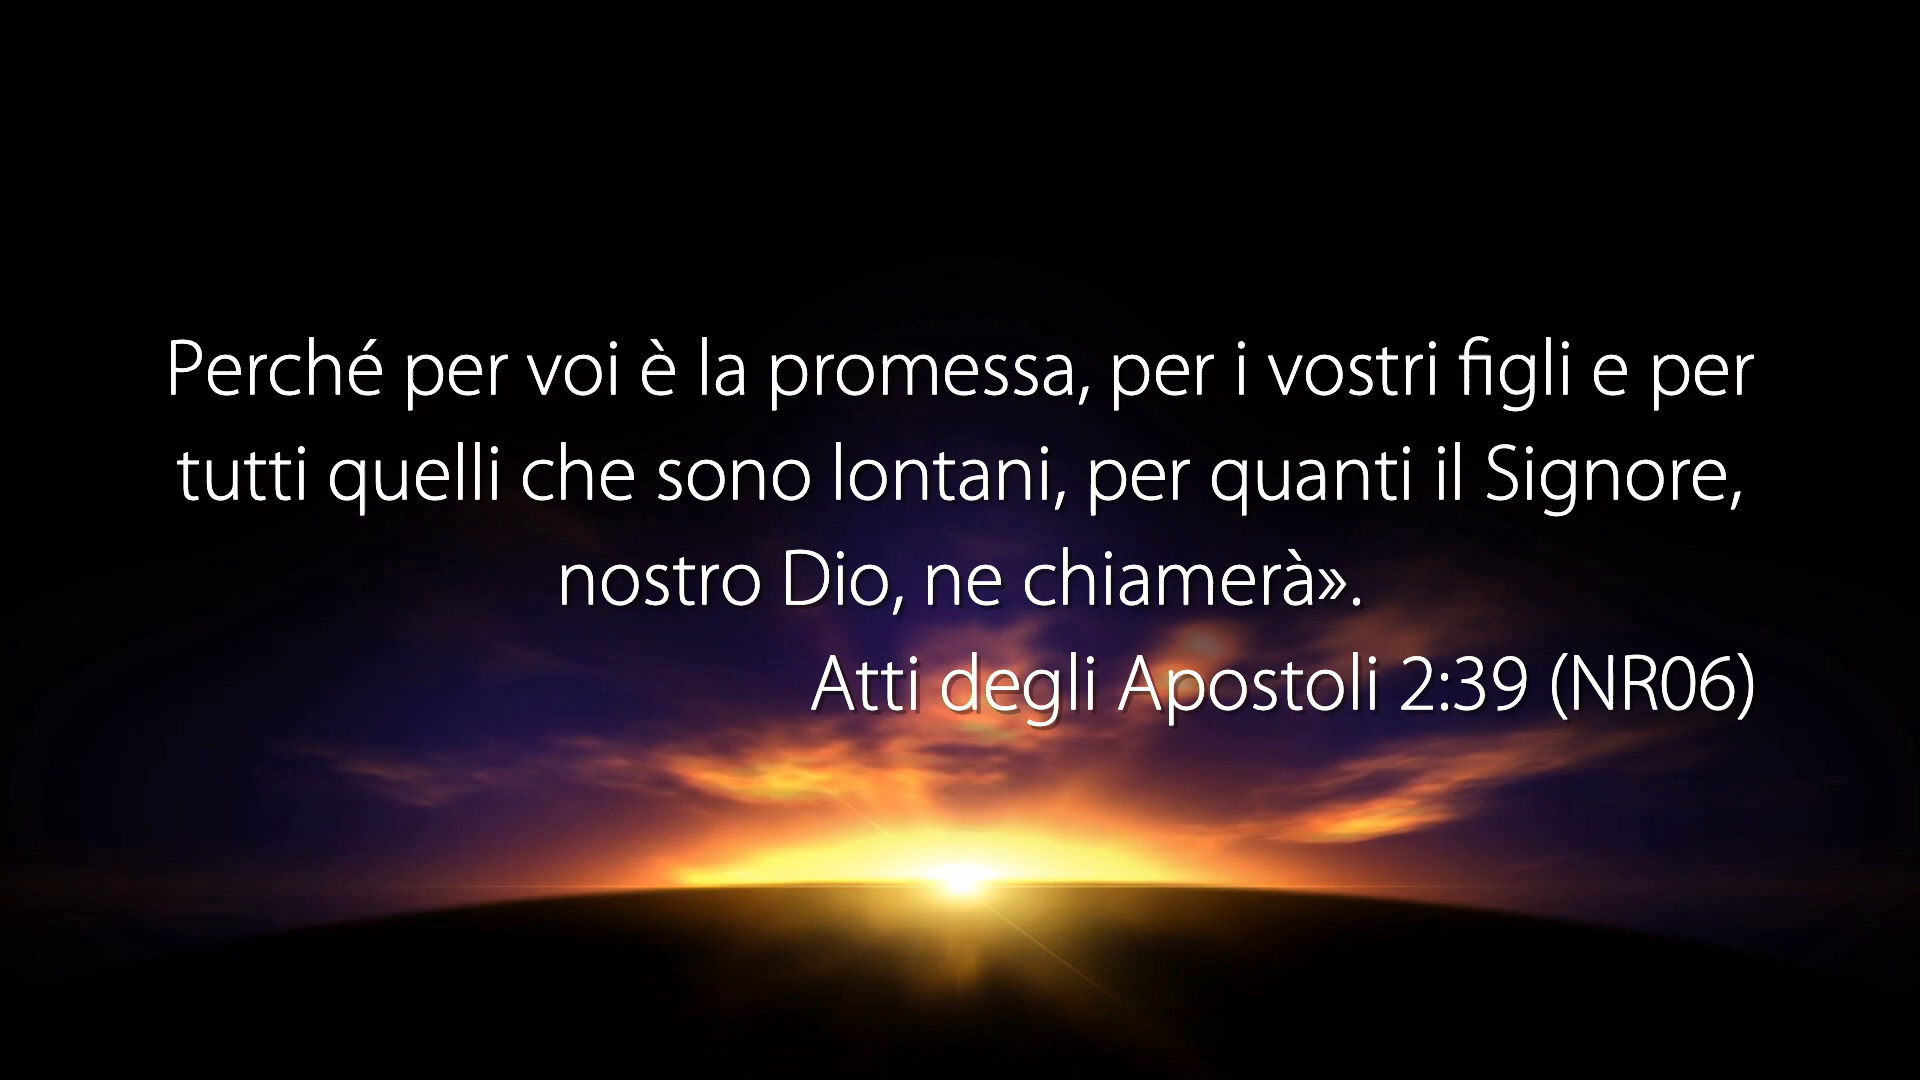 Perché per voi è la promessa, per i vostri figli e per
tutti quelli che sono lontani, per quanti il Signore,
nostro Dio, ne chiamerà».
Atti degli Apostoli 2:39 (NR06)